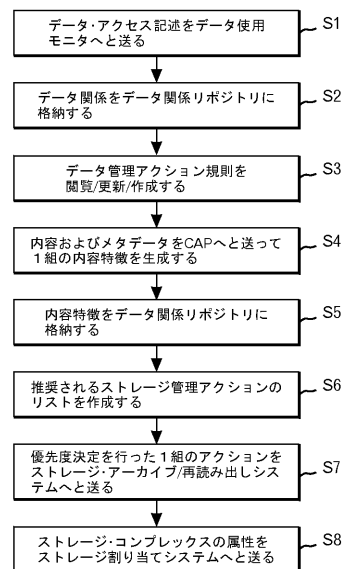 データ・アクセス記述をデータ使用
モニタへと送る
S1
データ関係をデータ関係リポジトリに
格納する
S2
データ管理アクション規則を
閲覧/更新/作成する
S3
内容およびメタデータをCAPへと送って
1組の内容特徴を生成する
S4
内容特徴をデータ関係リポジトリに
格納する
S5
推奨されるストレージ管理アクションの
リストを作成する
S6
優先度決定を行った1組のアクションを
ストレージ・アーカイブ/再読み出しシ
ステムへと送る
S7
ストレージ・コンプレックスの属性を
ストレージ割り当てシステムへと送る
S8